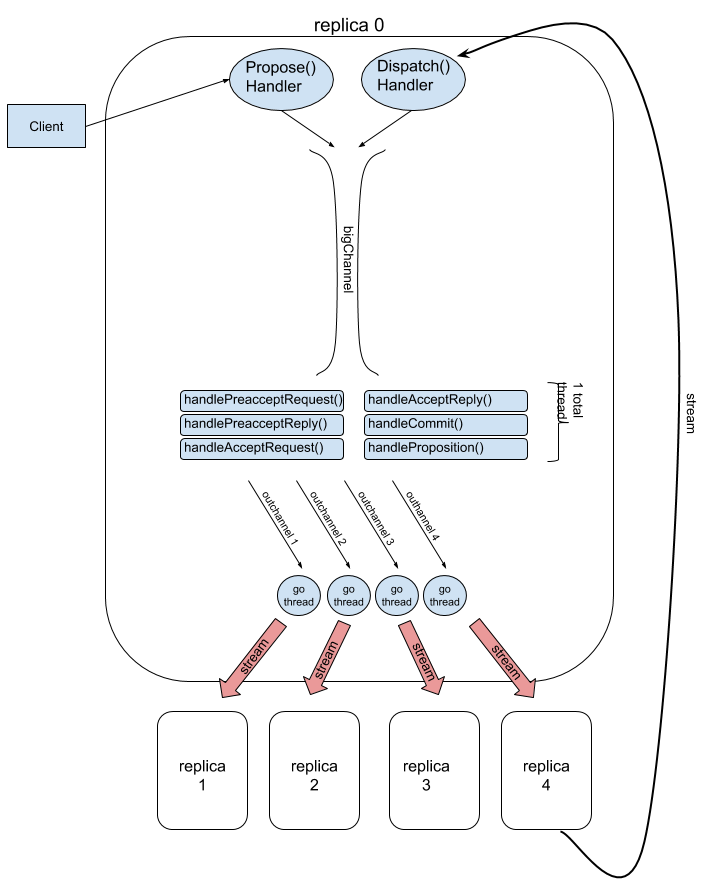 replica 0
Propose()
Handler
Dispatch()
Handler
Client
bigChannel
handlePreacceptRequest()
handleAcceptReply()
handlePreacceptReply()
handleCommit()
handleAcceptRequest()
handleProposition()
1 total
thread!
stream
outchannel 1
outchannel 2
outchannel 3
outhannel 4
go
thread
go
thread
go
thread
go
thread
stream
stream
stream
stream
replica
1
replica
2
replica
3
replica
4